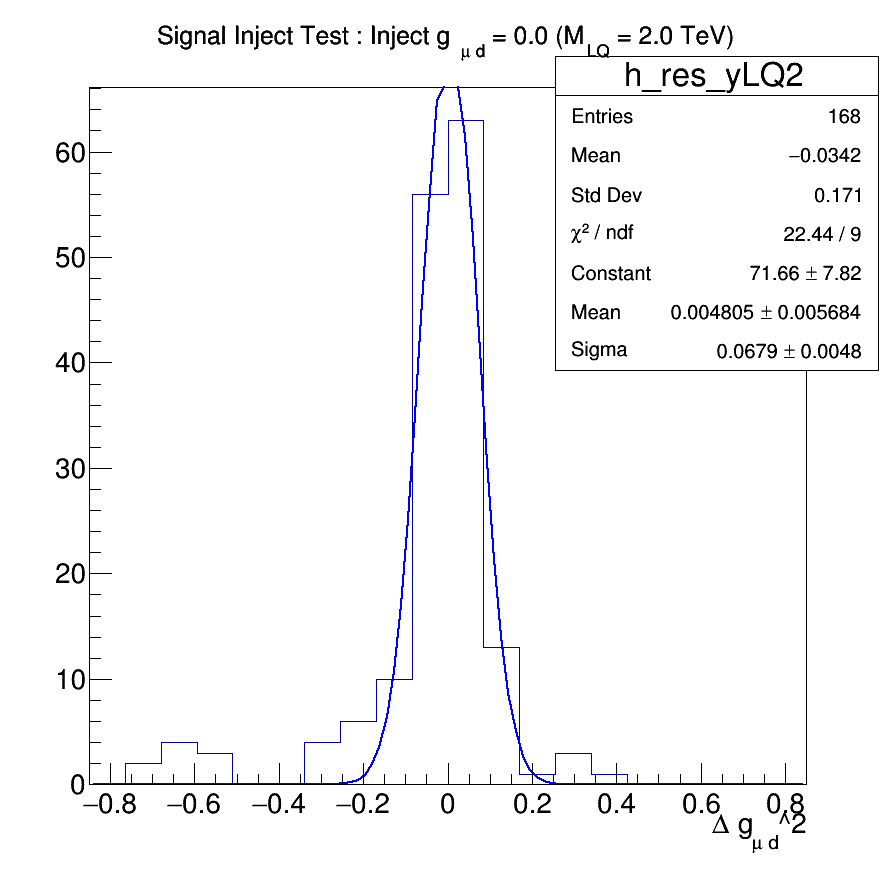 Signal Inject Test : Inject g μ d = 0.0 (M LQ = 2.0 TeV)
h_res_yLQ2
Entries 168
Mean −0.0342
Std Dev 0.171
χ² / ndf 22.44 / 9
Constant 71.66 ± 7.82
Mean 0.004805 ± 0.005684
Sigma 0.0679 ± 0.0048
60
50
40
30
20
10
0
−0.8 −0.6 −0.4 −0.2 0 0.2 0.4 0.6 0.8
Δ g μ d ^2